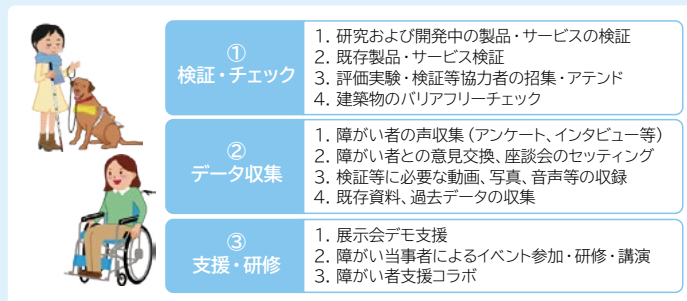 ①
検証・チェック
1. 研究および開発中の製品・サービスの検証
2. 既存製品・サービス検証
3. 評価実験・検証等協力者の招集・アテンド
4. 建築物のバリアフリーチェック
②
データ収集
1. 障がい者の声収集（アンケート、インタビュー等）
2. 障がい者との意見交換、座談会のセッティング
3. 検証等に必要な動画、写真、音声等の収録
4. 既存資料、過去データの収集
③
支援・研修
1. 展示会デモ支援
2. 障がい当事者によるイベント参加・研修・講演
3. 障がい者支援コラボ